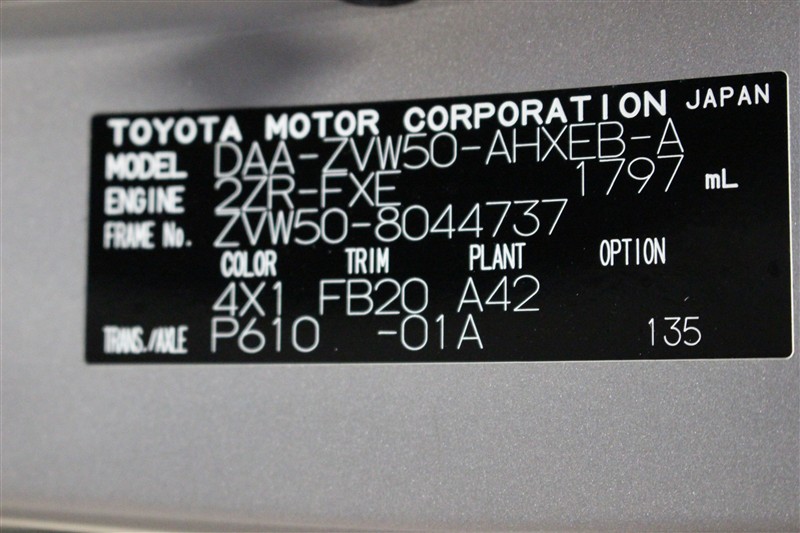 TOYOTA MOTOR CORPORATION JAPAN
MODEL DAA-ZVW50-AHXEB-A
ENGINE 2ZR-FXE 1797 mL
FRAME No. ZVW50-8044737
COLOR TRIM PLANT OPTION
4X1 FB20 A42
TRANS./AXLE P610 -01A 135